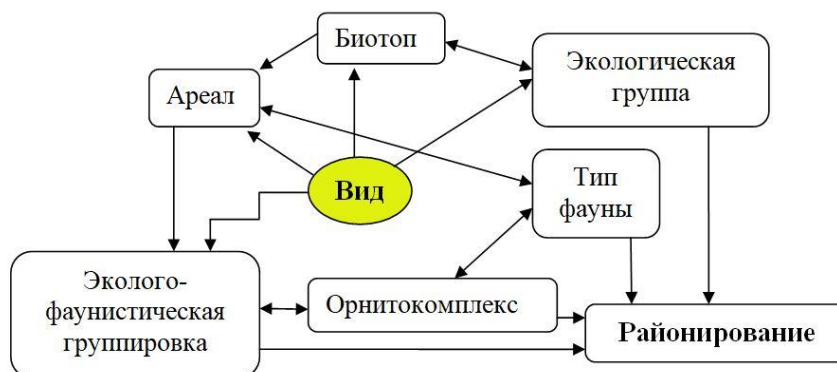 Биотоп
Экологическая
группа
Ареал
Вид
Тип
фауны
Эколого-
фаунистическая
группировка
Орнитокомплекс
Районирование